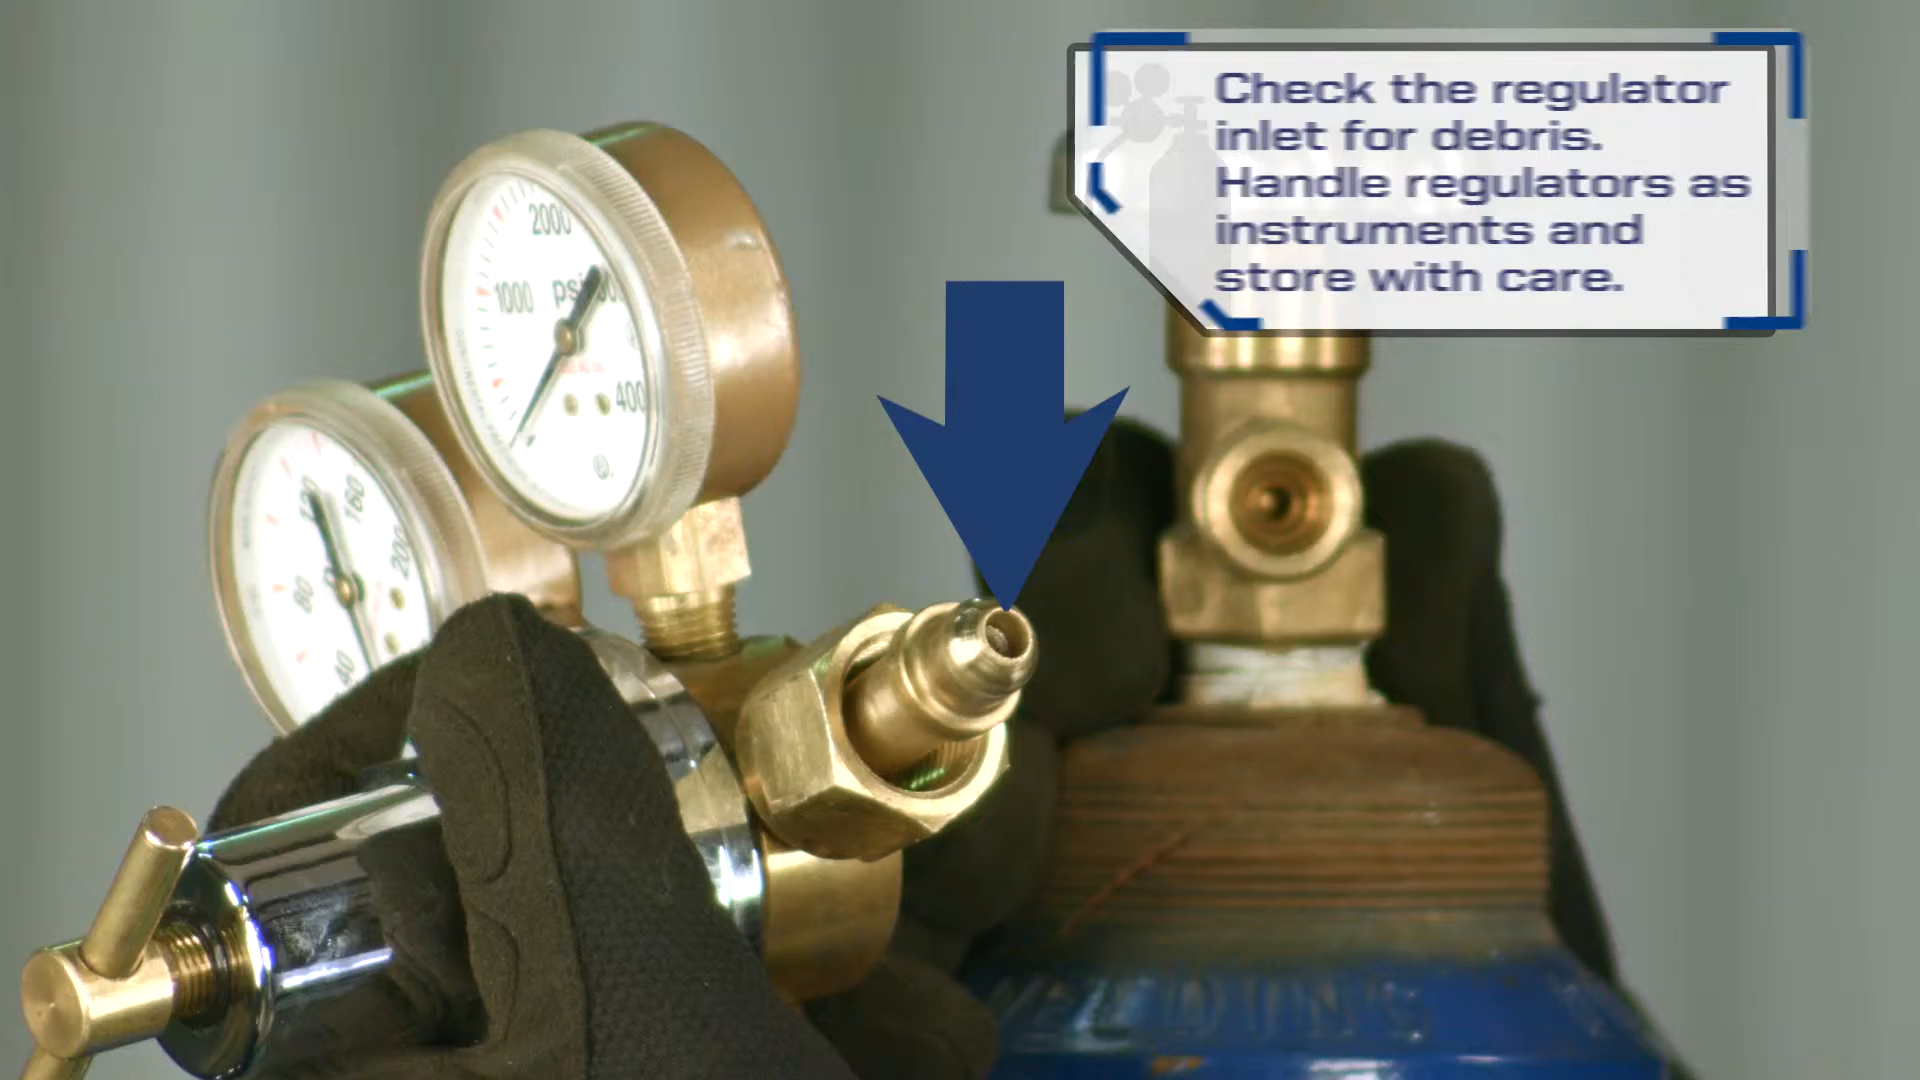 Check the regulator
inlet for debris.
Handle regulators as
instruments and
store with care.
2000
1000
psi
400
120
160
200
80
40